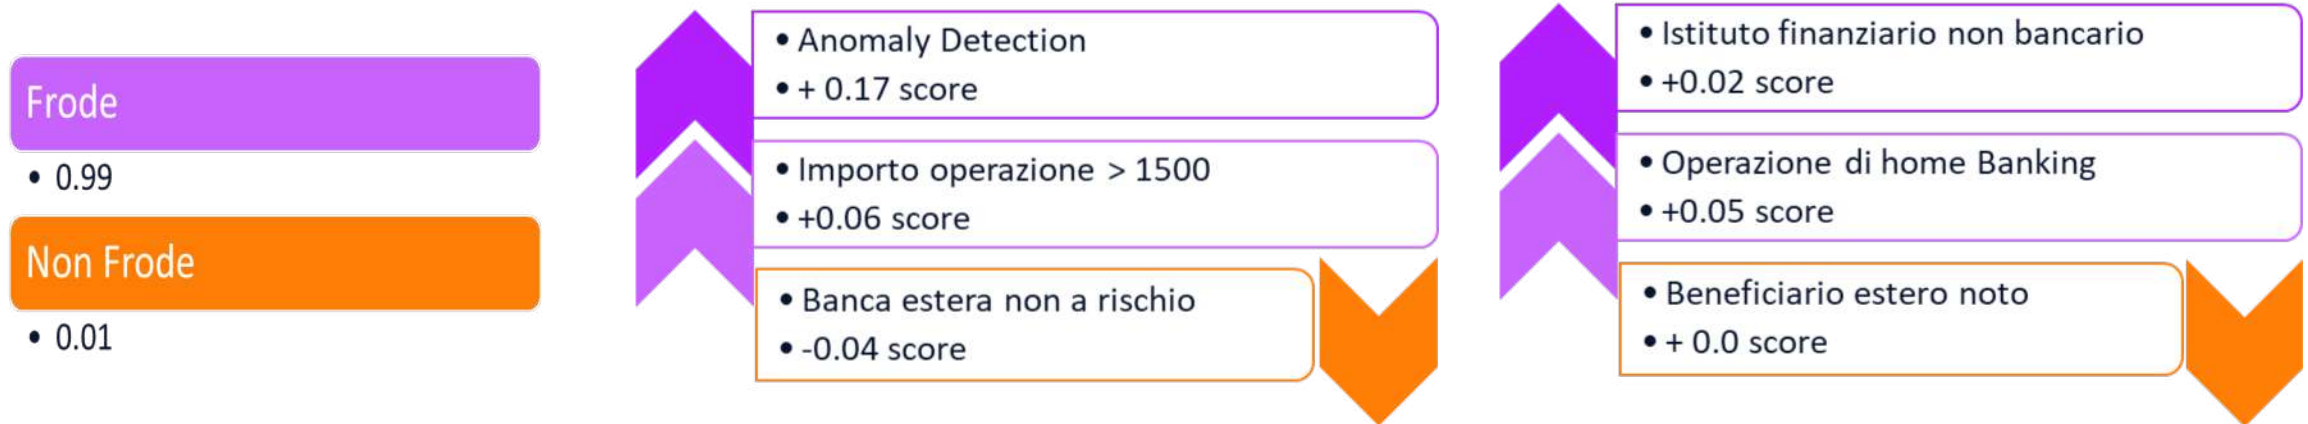 Frode
• 0.99
Non Frode
• 0.01
• Anomaly Detection
• + 0.17 score
• Importo operazione > 1500
• +0.06 score
• Banca estera non a rischio
• -0.04 score
• Istituto finanziario non bancario
• +0.02 score
• Operazione di home Banking
• +0.05 score
• Beneficiario estero noto
• + 0.0 score